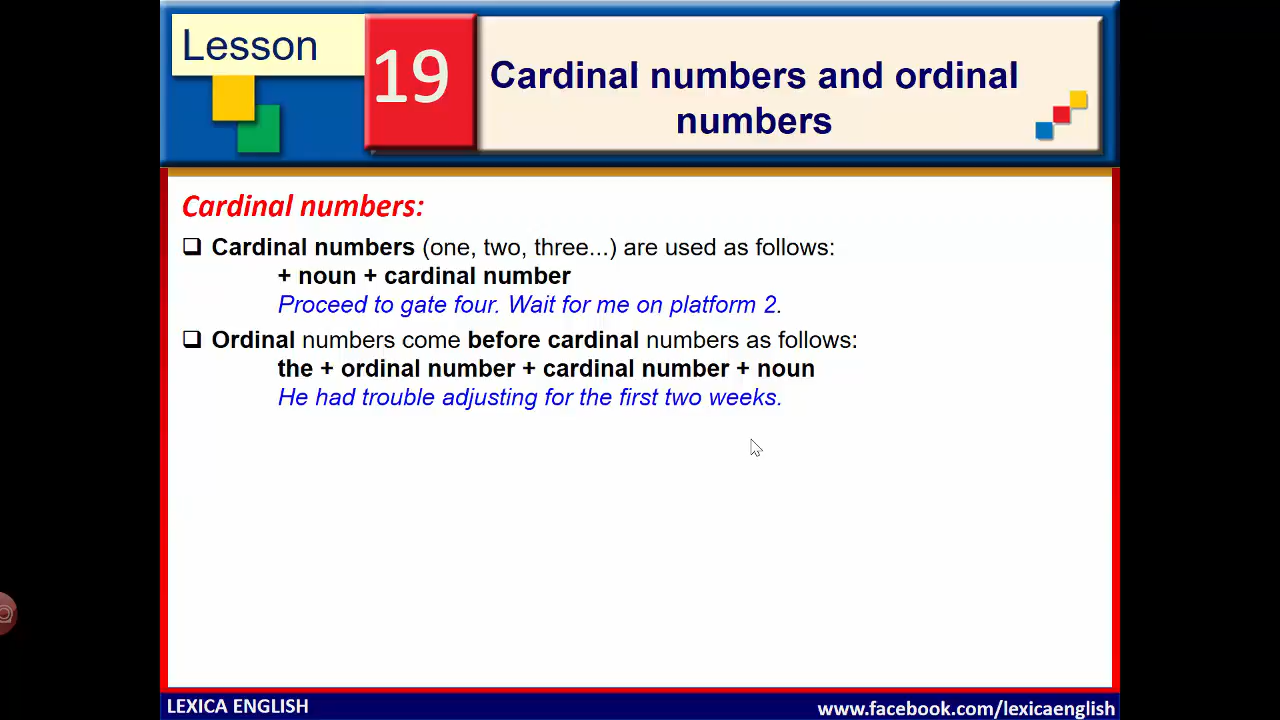 Lesson
19
Cardinal numbers and ordinal
numbers
Cardinal numbers:
❑ Cardinal numbers (one, two, three...) are used as follows:
+ noun + cardinal number
Proceed to gate four. Wait for me on platform 2.
❑ Ordinal numbers come before cardinal numbers as follows:
the + ordinal number + cardinal number + noun
He had trouble adjusting for the first two weeks.
LEXICA ENGLISH
www.facebook.com/lexicaenglish